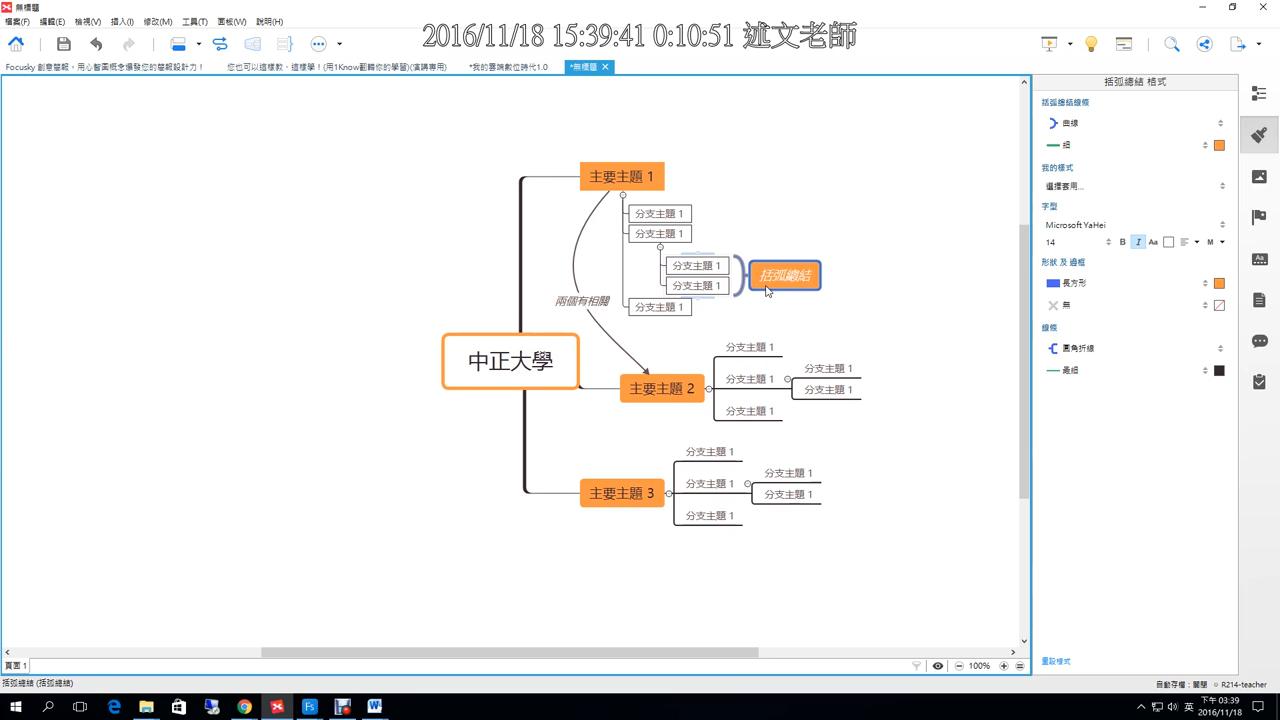 無標題
檔案(F) 編輯(E) 檢視(V) 插入(I) 修改(M) 工具(T) 面板(W) 說明(H)
2016/11/18 15:39:41 0:10:51 述文老師
Focusky 創意簡報，用心智圖概念爆發您的簡報設計力！ 您也可以這樣教、這樣學！(用1Know翻轉你的學習)(演講專用) *我的雲端數位時代1.0 *無標題
括弧總結 格式
括弧總結線條
曲線
細
我的樣式
選擇套用...
字型
Microsoft YaHei
14 B I Aa M
形狀 及 邊框
長方形
無
線條
圓角折線
最細
重設樣式
主要主題 1
分支主題 1
分支主題 1
分支主題 1
分支主題 1
括弧總結
分支主題 1
兩個有相關
中正大學
主要主題 2
分支主題 1
分支主題 1
分支主題 1
分支主題 1
分支主題 1
主要主題 3
分支主題 1
分支主題 1
分支主題 1
分支主題 1
分支主題 1
頁面 1
100%
括弧總結 (括弧總結)
自動存檔：關閉 R214-teacher
英 下午 03:39
2016/11/18